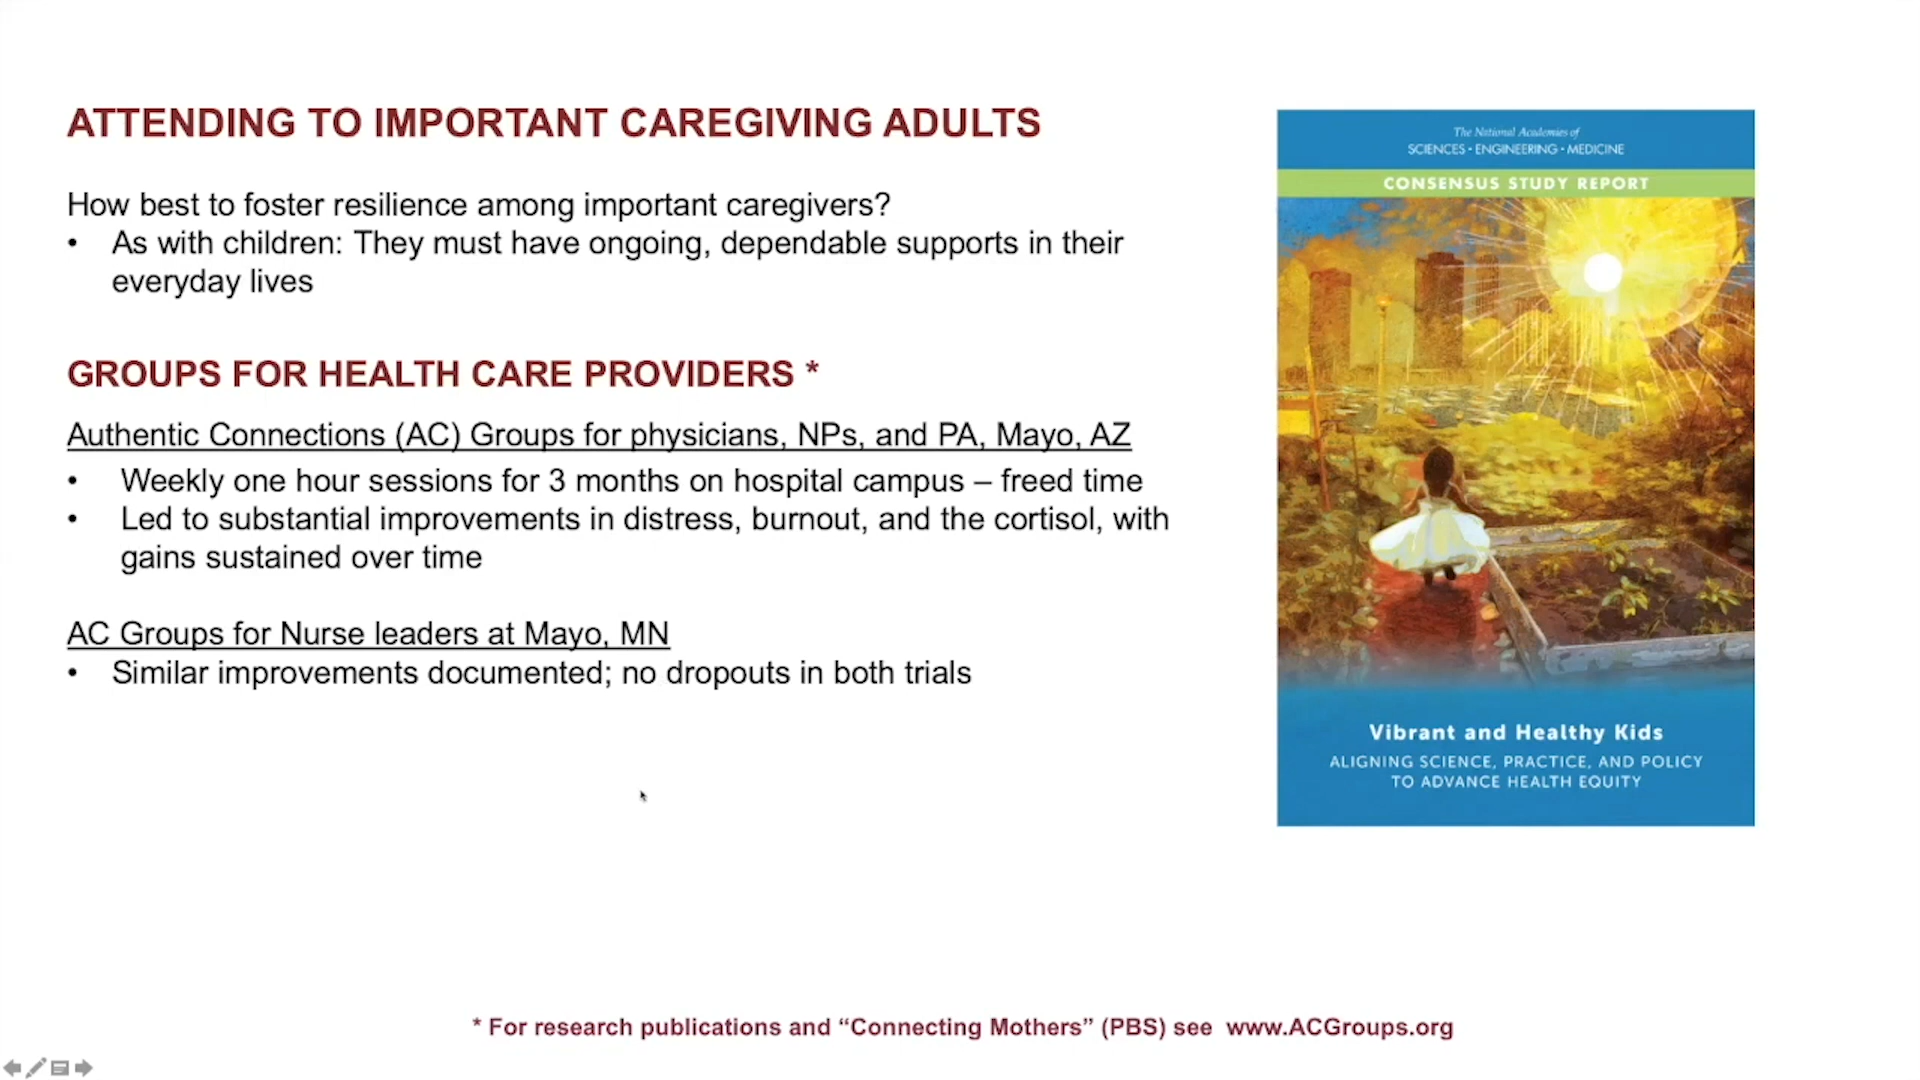 ATTENDING TO IMPORTANT CAREGIVING ADULTS
How best to foster resilience among important caregivers?
• As with children: They must have ongoing, dependable supports in their
everyday lives
GROUPS FOR HEALTH CARE PROVIDERS *
Authentic Connections (AC) Groups for physicians, NPs, and PA, Mayo, AZ
• Weekly one hour sessions for 3 months on hospital campus – freed time
• Led to substantial improvements in distress, burnout, and the cortisol, with
gains sustained over time
AC Groups for Nurse leaders at Mayo, MN
• Similar improvements documented; no dropouts in both trials
The National Academies of
SCIENCES • ENGINEERING • MEDICINE
CONSENSUS STUDY REPORT
Vibrant and Healthy Kids
ALIGNING SCIENCE, PRACTICE, AND POLICY
TO ADVANCE HEALTH EQUITY
* For research publications and “Connecting Mothers” (PBS) see www.ACGroups.org